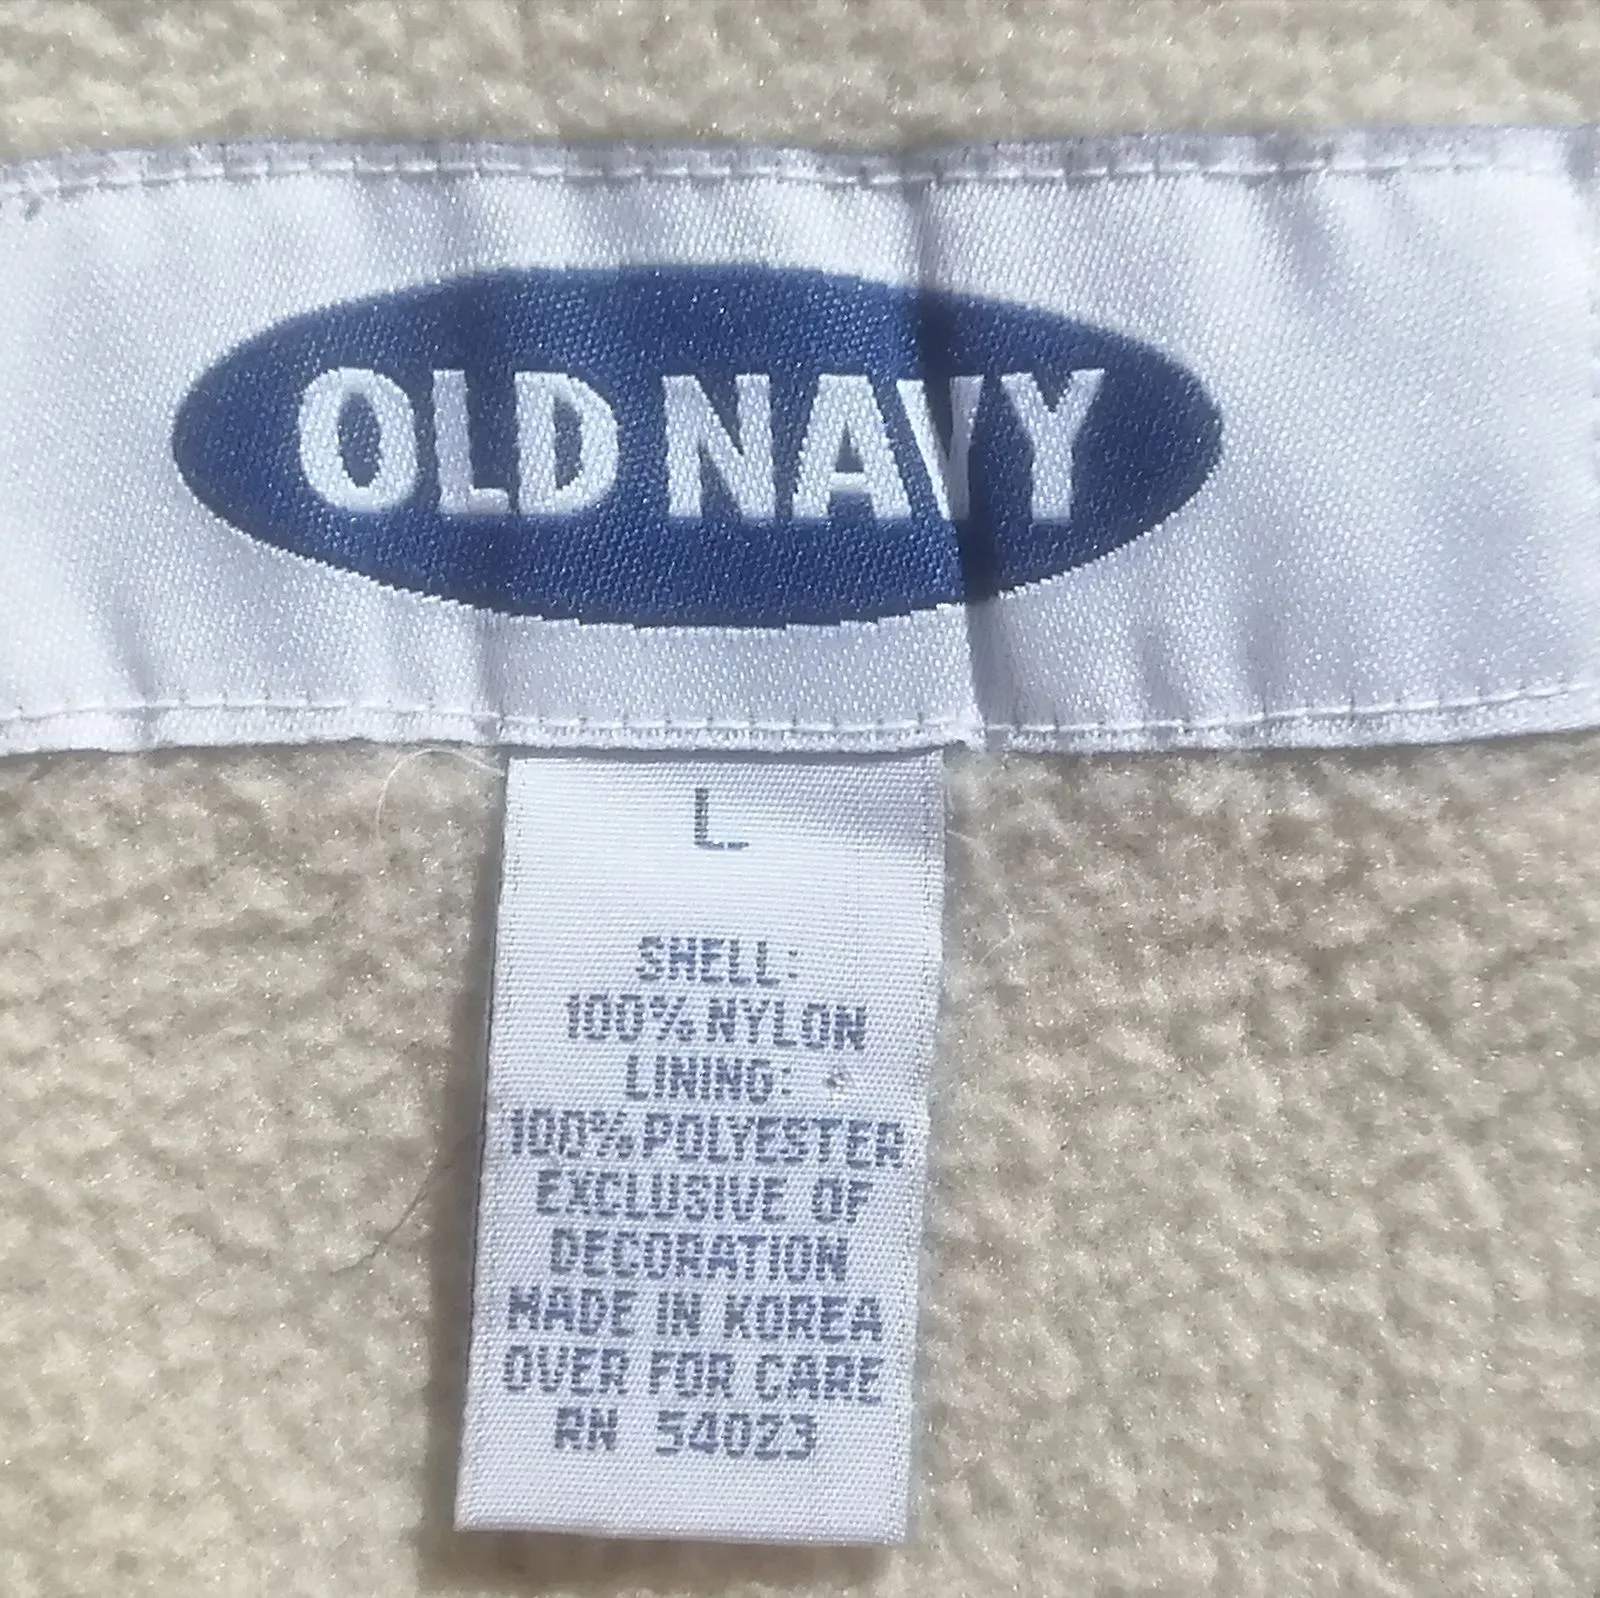 OLD NAVY
L
SHELL:
100% NYLON
LINING:
100% POLYESTER
EXCLUSIVE OF
DECORATION
MADE IN KOREA
OVER FOR CARE
RN 54023